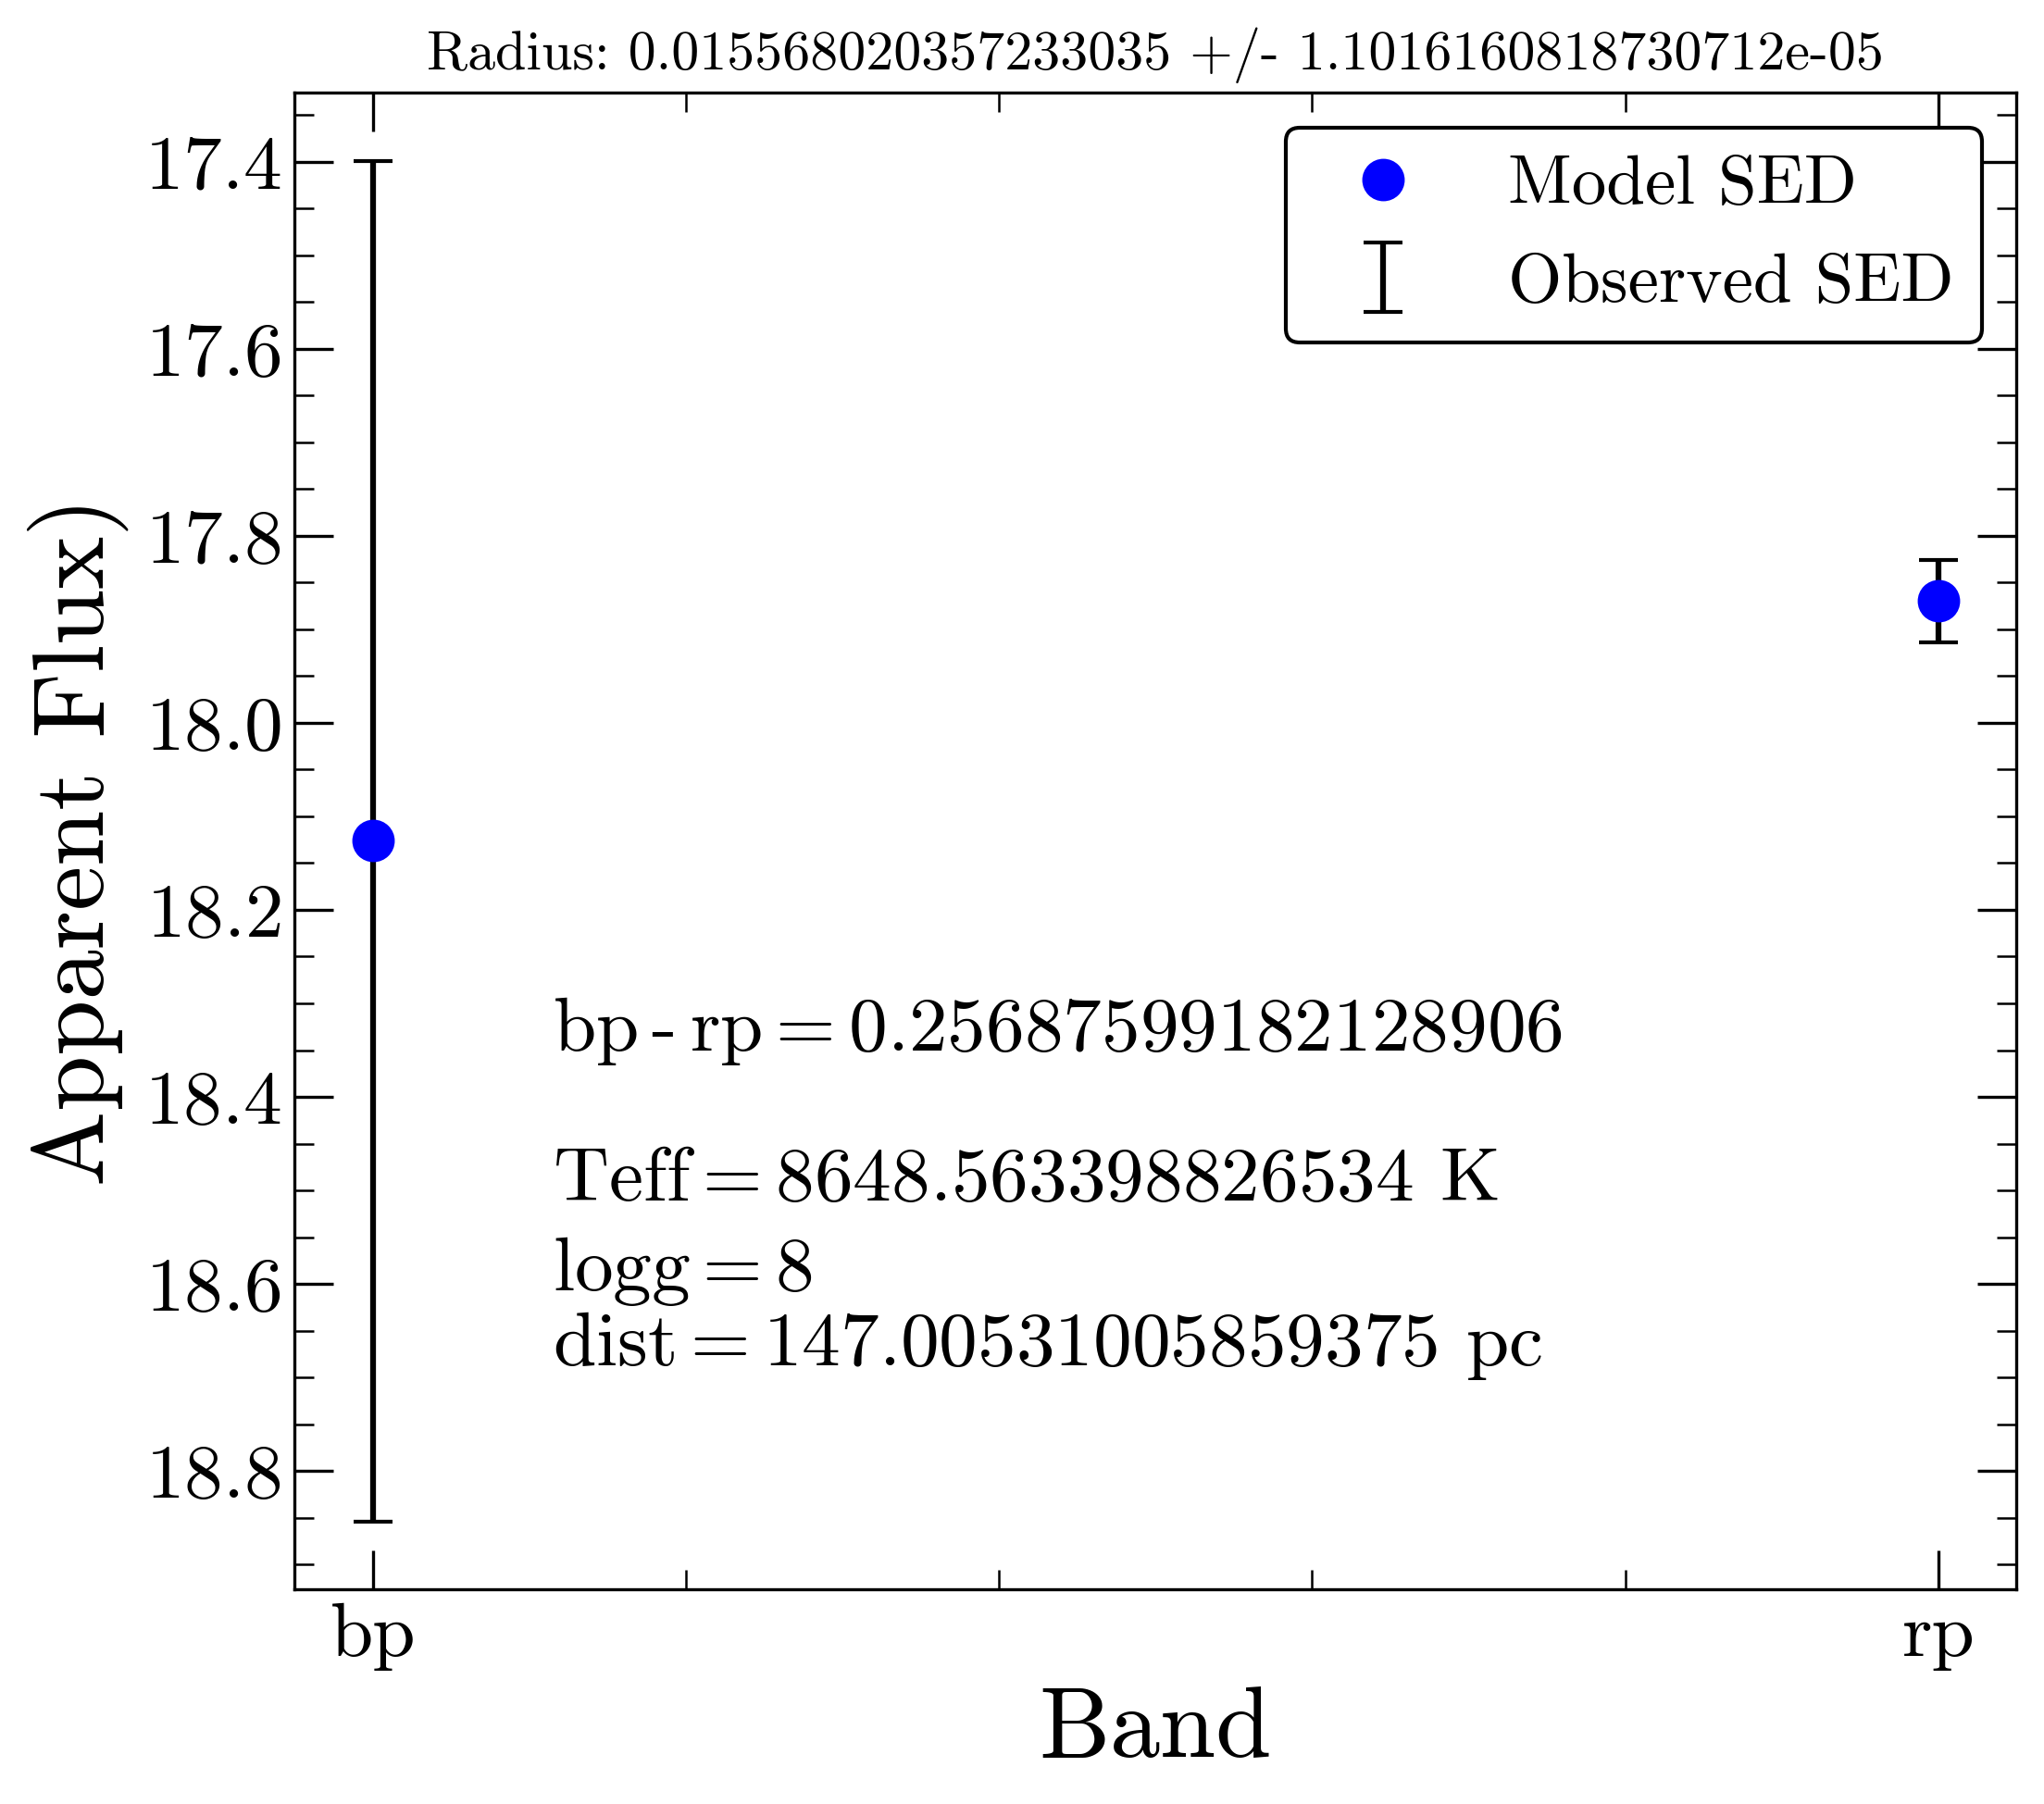 Radius: 0.015568020357233035 +/- 1.1016160818730712e-05
Model SED
Observed SED
Apparent Flux)
17.4
17.6
17.8
18.0
18.2
18.4
18.6
18.8
bp - rp = 0.25687599182128906
Teff = 8648.563398826534 K
logg = 8
dist = 147.00531005859375 pc
bp
rp
Band